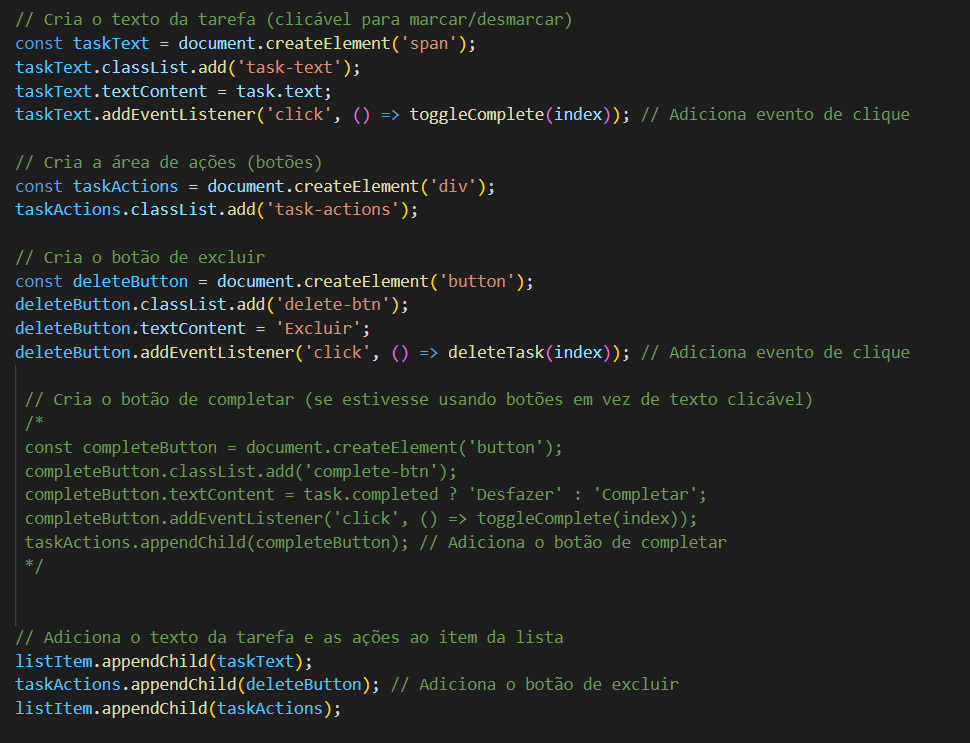 // Cria o texto da tarefa (clicável para marcar/desmarcar)
const taskText = document.createElement('span');
taskText.classList.add('task-text');
taskText.textContent = task.text;
taskText.addEventListener('click', () => toggleComplete(index)); // Adiciona evento de clique
// Cria a área de ações (botões)
const taskActions = document.createElement('div');
taskActions.classList.add('task-actions');
// Cria o botão de excluir
const deleteButton = document.createElement('button');
deleteButton.classList.add('delete-btn');
deleteButton.textContent = 'Excluir';
deleteButton.addEventListener('click', () => deleteTask(index)); // Adiciona evento de clique
// Cria o botão de completar (se estivesse usando botões em vez de texto clicável)
/*
const completeButton = document.createElement('button');
completeButton.classList.add('complete-btn');
completeButton.textContent = task.completed ? 'Desfazer' : 'Completar';
completeButton.addEventListener('click', () => toggleComplete(index));
taskActions.appendChild(completeButton); // Adiciona o botão de completar
*/
// Adiciona o texto da tarefa e as ações ao item da lista
listItem.appendChild(taskText);
taskActions.appendChild(deleteButton); // Adiciona o botão de excluir
listItem.appendChild(taskActions);